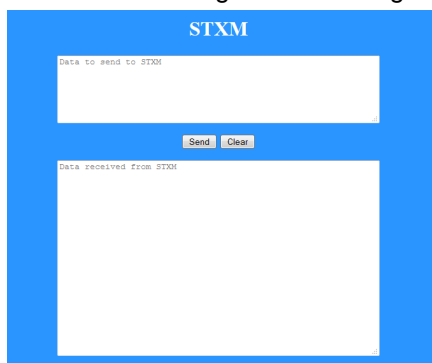 STXM
Data to send to STXM
Send Clear
Data received from STXM